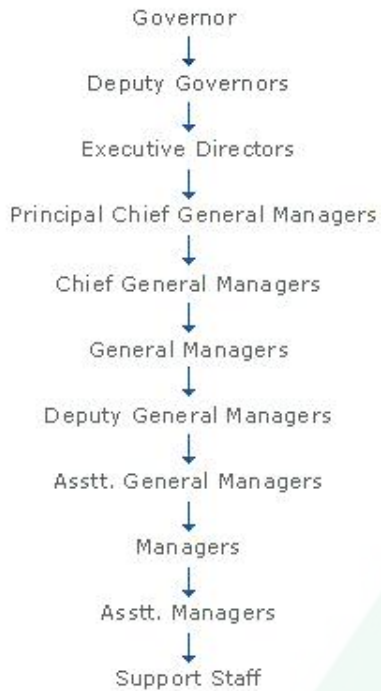 Governor
Deputy Governors
Executive Directors
Principal Chief General Managers
Chief General Managers
General Managers
Deputy General Managers
Asstt. General Managers
Managers
Asstt. Managers
Support Staff